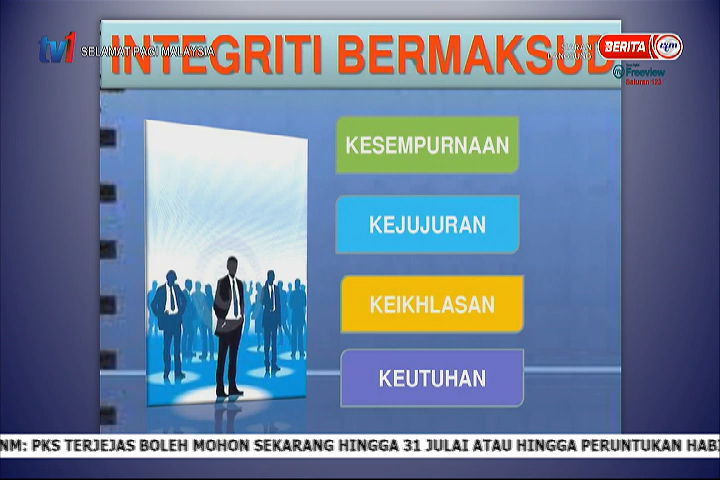 tv1
SELAMAT PAGI MALAYSIA
INTEGRITI BERMAKSUD
BERITA rtm
Freeview
Saluran 123
KESEMPURNAAN
KEJUJURAN
KEIKHLASAN
KEUTUHAN
NM: PKS TERJEJAS BOLEH MOHON SEKARANG HINGGA 31 JULAI ATAU HINGGA PERUNTUKAN HABI